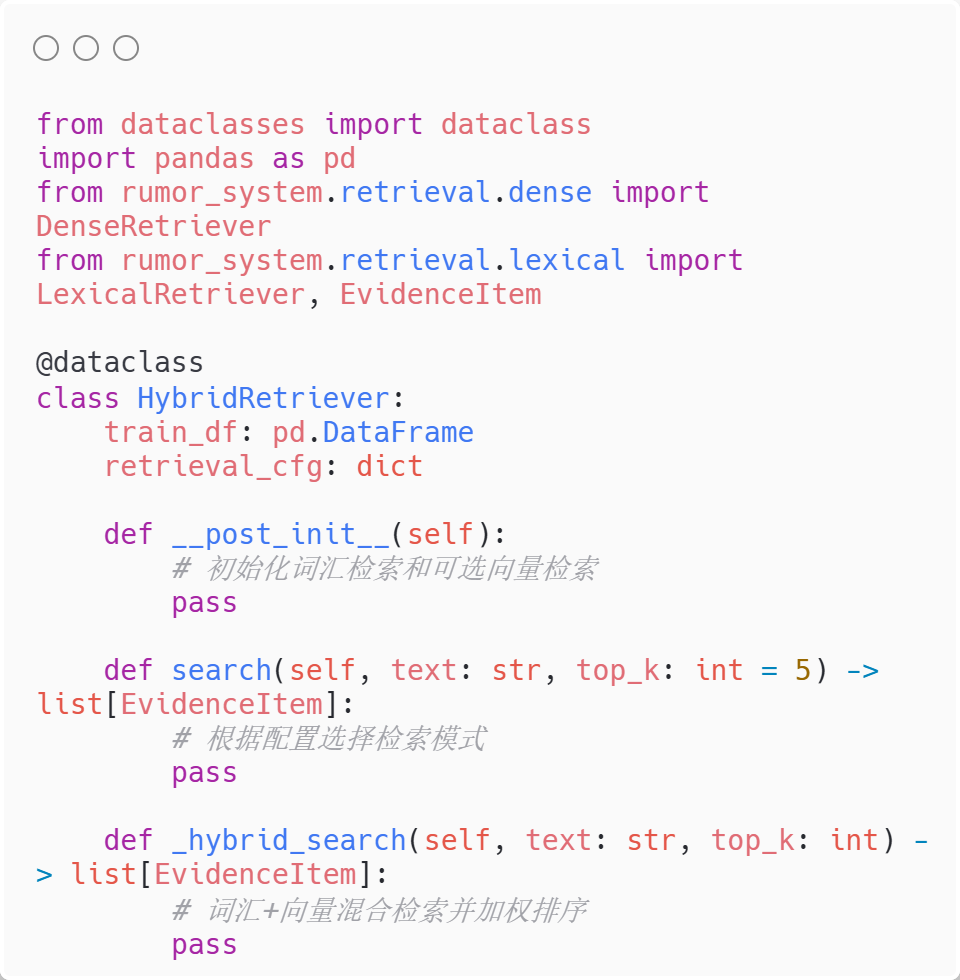 from dataclasses import dataclass
import pandas as pd
from rumor_system.retrieval.dense import
DenseRetriever
from rumor_system.retrieval.lexical import
LexicalRetriever, EvidenceItem

@dataclass
class HybridRetriever:
    train_df: pd.DataFrame
    retrieval_cfg: dict

    def __post_init__(self):
        # 初始化词汇检索和可选向量检索
        pass

    def search(self, text: str, top_k: int = 5) ->
list[EvidenceItem]:
        # 根据配置选择检索模式
        pass

    def _hybrid_search(self, text: str, top_k: int) -
> list[EvidenceItem]:
        # 词汇+向量混合检索并加权排序
        pass